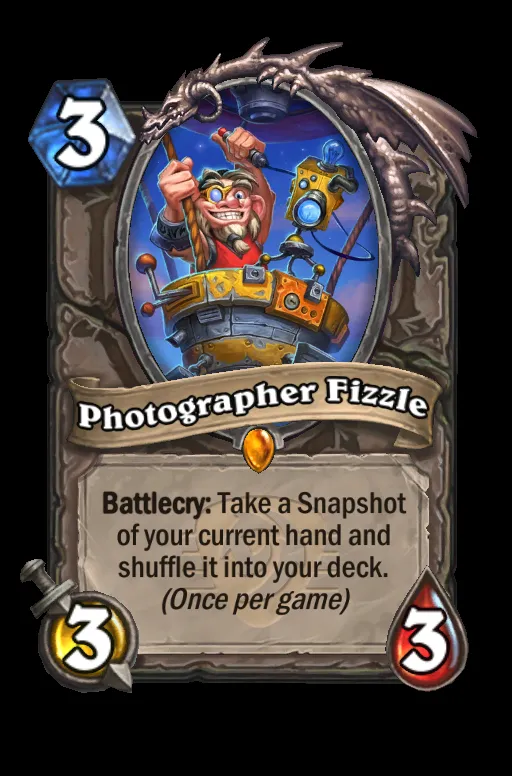 3
Photographer Fizzle
Battlecry: Take a Snapshot
of your current hand and
shuffle it into your deck.
(Once per game)
3
3